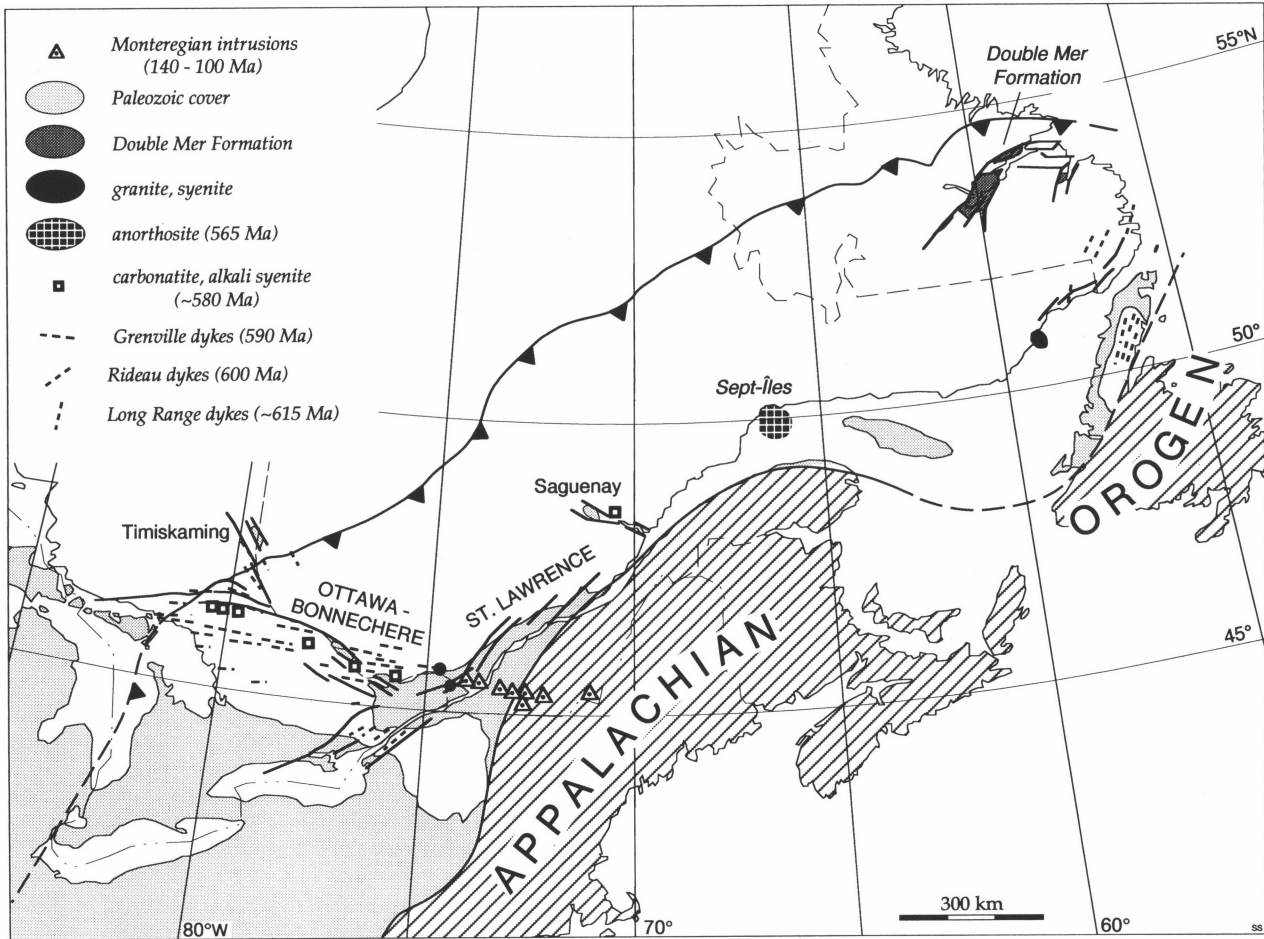 Monteregian intrusions
(140 - 100 Ma)
Paleozoic cover
Double Mer Formation
granite, syenite
anorthosite (565 Ma)
carbonatite, alkali syenite
(~580 Ma)
Grenville dykes (590 Ma)
Rideau dykes (600 Ma)
Long Range dykes (~615 Ma)
Double Mer
Formation
55°N
50°
Sept-Îles
Saguenay
Timiskaming
OTTAWA -
BONNECHERE
ST. LAWRENCE
45°
APPALACHIAN
OROGEN
300 km
80°W
70°
60°
SS